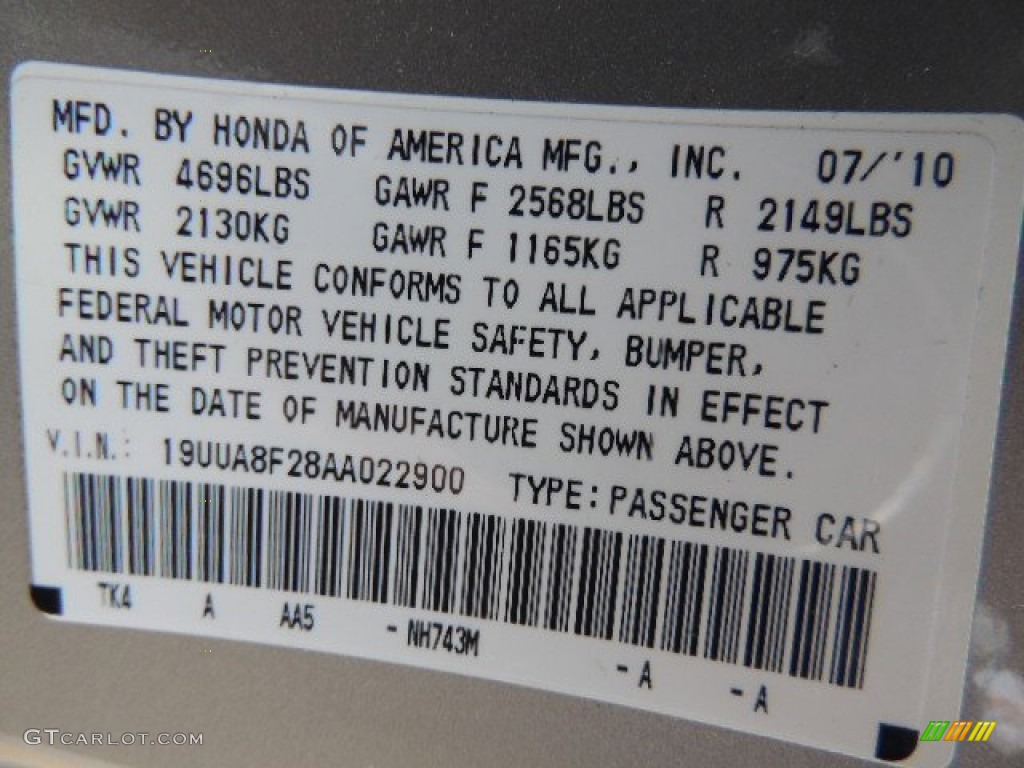 MFD. BY HONDA OF AMERICA MFG., INC. 07/'10
GVWR 4696LBS GAWR F 2568LBS R 2149LBS
GVWR 2130KG GAWR F 1165KG R 975KG
THIS VEHICLE CONFORMS TO ALL APPLICABLE
FEDERAL MOTOR VEHICLE SAFETY, BUMPER,
AND THEFT PREVENTION STANDARDS IN EFFECT
ON THE DATE OF MANUFACTURE SHOWN ABOVE.
V.I.N.: 19UUA8F28AA022900 TYPE: PASSENGER CAR
TK4 A AA5 -NH743M -A -A
GTCARLOT.COM